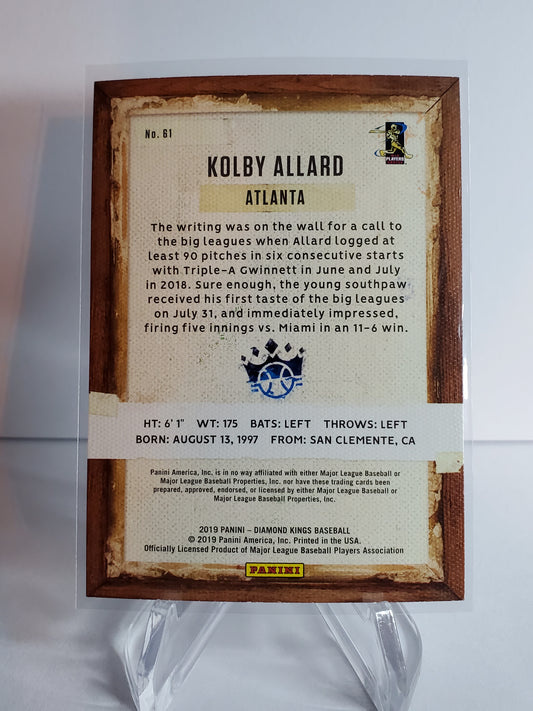 No. 61
PLAYERS
KOLBY ALLARD
ATLANTA
The writing was on the wall for a call to
the big leagues when Allard logged at
least 90 pitches in six consecutive starts
with Triple-A Gwinnett in June and July
in 2018. Sure enough, the young southpaw
received his first taste of the big leagues
on July 31, and immediately impressed,
firing five innings vs. Miami in an 11-6 win.
HT: 6' 1" WT: 175 BATS: LEFT THROWS: LEFT
BORN: AUGUST 13, 1997 FROM: SAN CLEMENTE, CA
Panini America, Inc. is in no way affiliated with either Major League Baseball or
Major League Baseball Properties, Inc. nor have these trading cards been
prepared, approved, endorsed, or licensed by either Major League Baseball or
Major League Baseball Properties, Inc.
2019 PANINI – DIAMOND KINGS BASEBALL
© 2019 Panini America, Inc. Printed in the USA.
Officially Licensed Product of Major League Baseball Players Association
PANINI